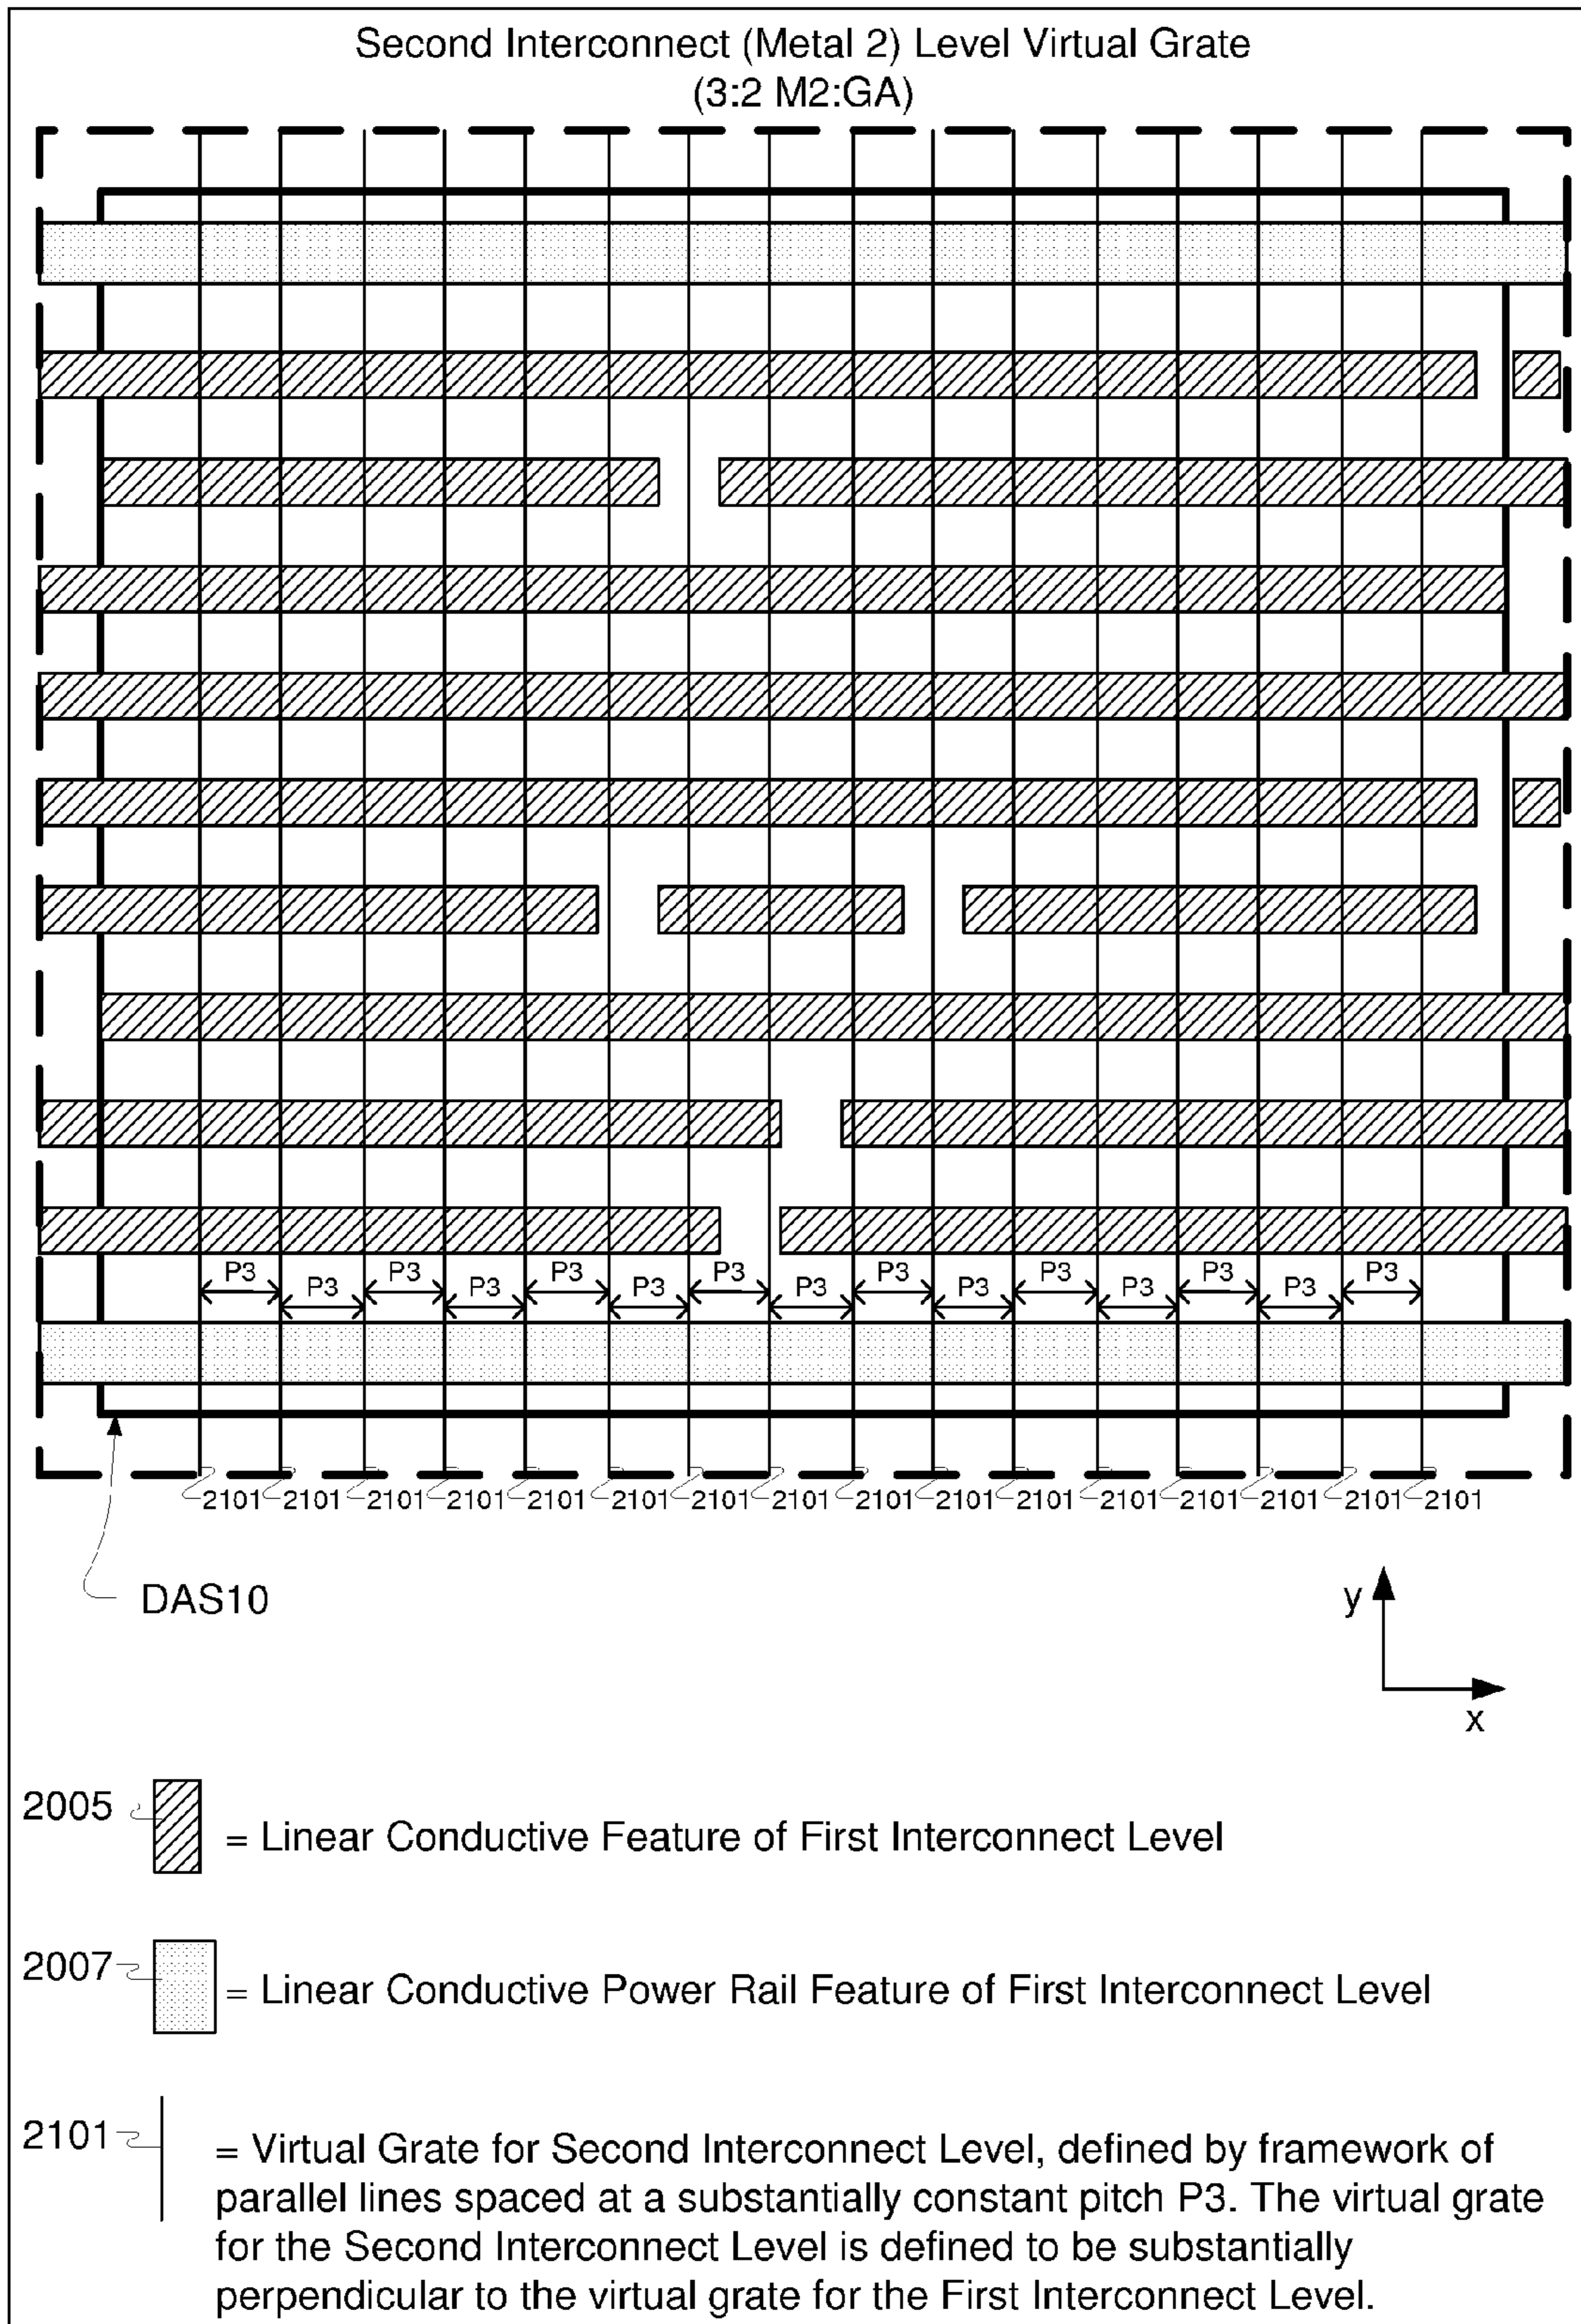 Second Interconnect (Metal 2) Level Virtual Grate
(3:2 M2:GA)
P3 P3 P3 P3 P3 P3 P3 P3
P3 P3 P3 P3 P3 P3 P3
2101 2101 2101 2101 2101 2101 2101 2101 2101 2101 2101 2101 2101 2101 2101 2101
DAS10
y
x
2005 = Linear Conductive Feature of First Interconnect Level
2007 = Linear Conductive Power Rail Feature of First Interconnect Level
2101 = Virtual Grate for Second Interconnect Level, defined by framework of
parallel lines spaced at a substantially constant pitch P3. The virtual grate
for the Second Interconnect Level is defined to be substantially
perpendicular to the virtual grate for the First Interconnect Level.